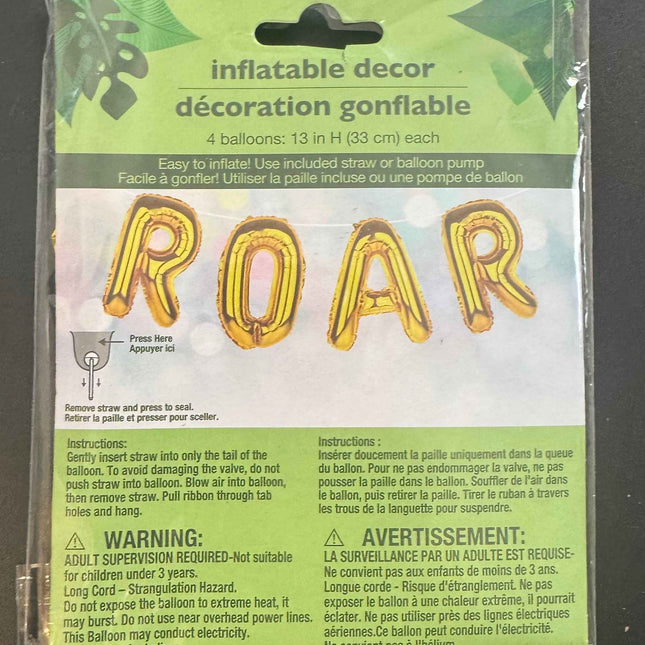 inflatable decor
décoration gonflable
4 balloons: 13 in H (33 cm) each
Easy to inflate! Use included straw or balloon pump
Facile à gonfler! Utiliser la paille incluse ou une pompe de ballon
ROAR
Press Here
Appuyer ici
Remove straw and press to seal.
Retirer la paille et presser pour sceller.
Instructions:
Gently insert straw into only the tail of the
balloon. To avoid damaging the valve, do not
push straw into balloon. Blow air into balloon,
then remove straw. Pull ribbon through tab
holes and hang.
WARNING:
ADULT SUPERVISION REQUIRED-Not suitable
for children under 3 years.
Long Cord – Strangulation Hazard.
Do not expose the balloon to extreme heat, it
may burst. Do not use near overhead power lines.
This Balloon may conduct electricity.
Instructions :
Insérer doucement la paille uniquement dans la queue
du ballon. Pour ne pas endommager la valve, ne pas
pousser la paille dans le ballon. Souffler de l'air dans
le ballon, puis retirer la paille. Tirer le ruban à travers
les trous de la languette pour suspendre.
AVERTISSEMENT:
LA SURVEILLANCE PAR UN ADULTE EST REQUISE-
Ne convient pas aux enfants de moins de 3 ans.
Longue corde - Risque d'étranglement. Ne pas
exposer le ballon à une chaleur extrême, il pourrait
éclater. Ne pas utiliser près des lignes électriques
aériennes.Ce ballon peut conduire l'électricité.